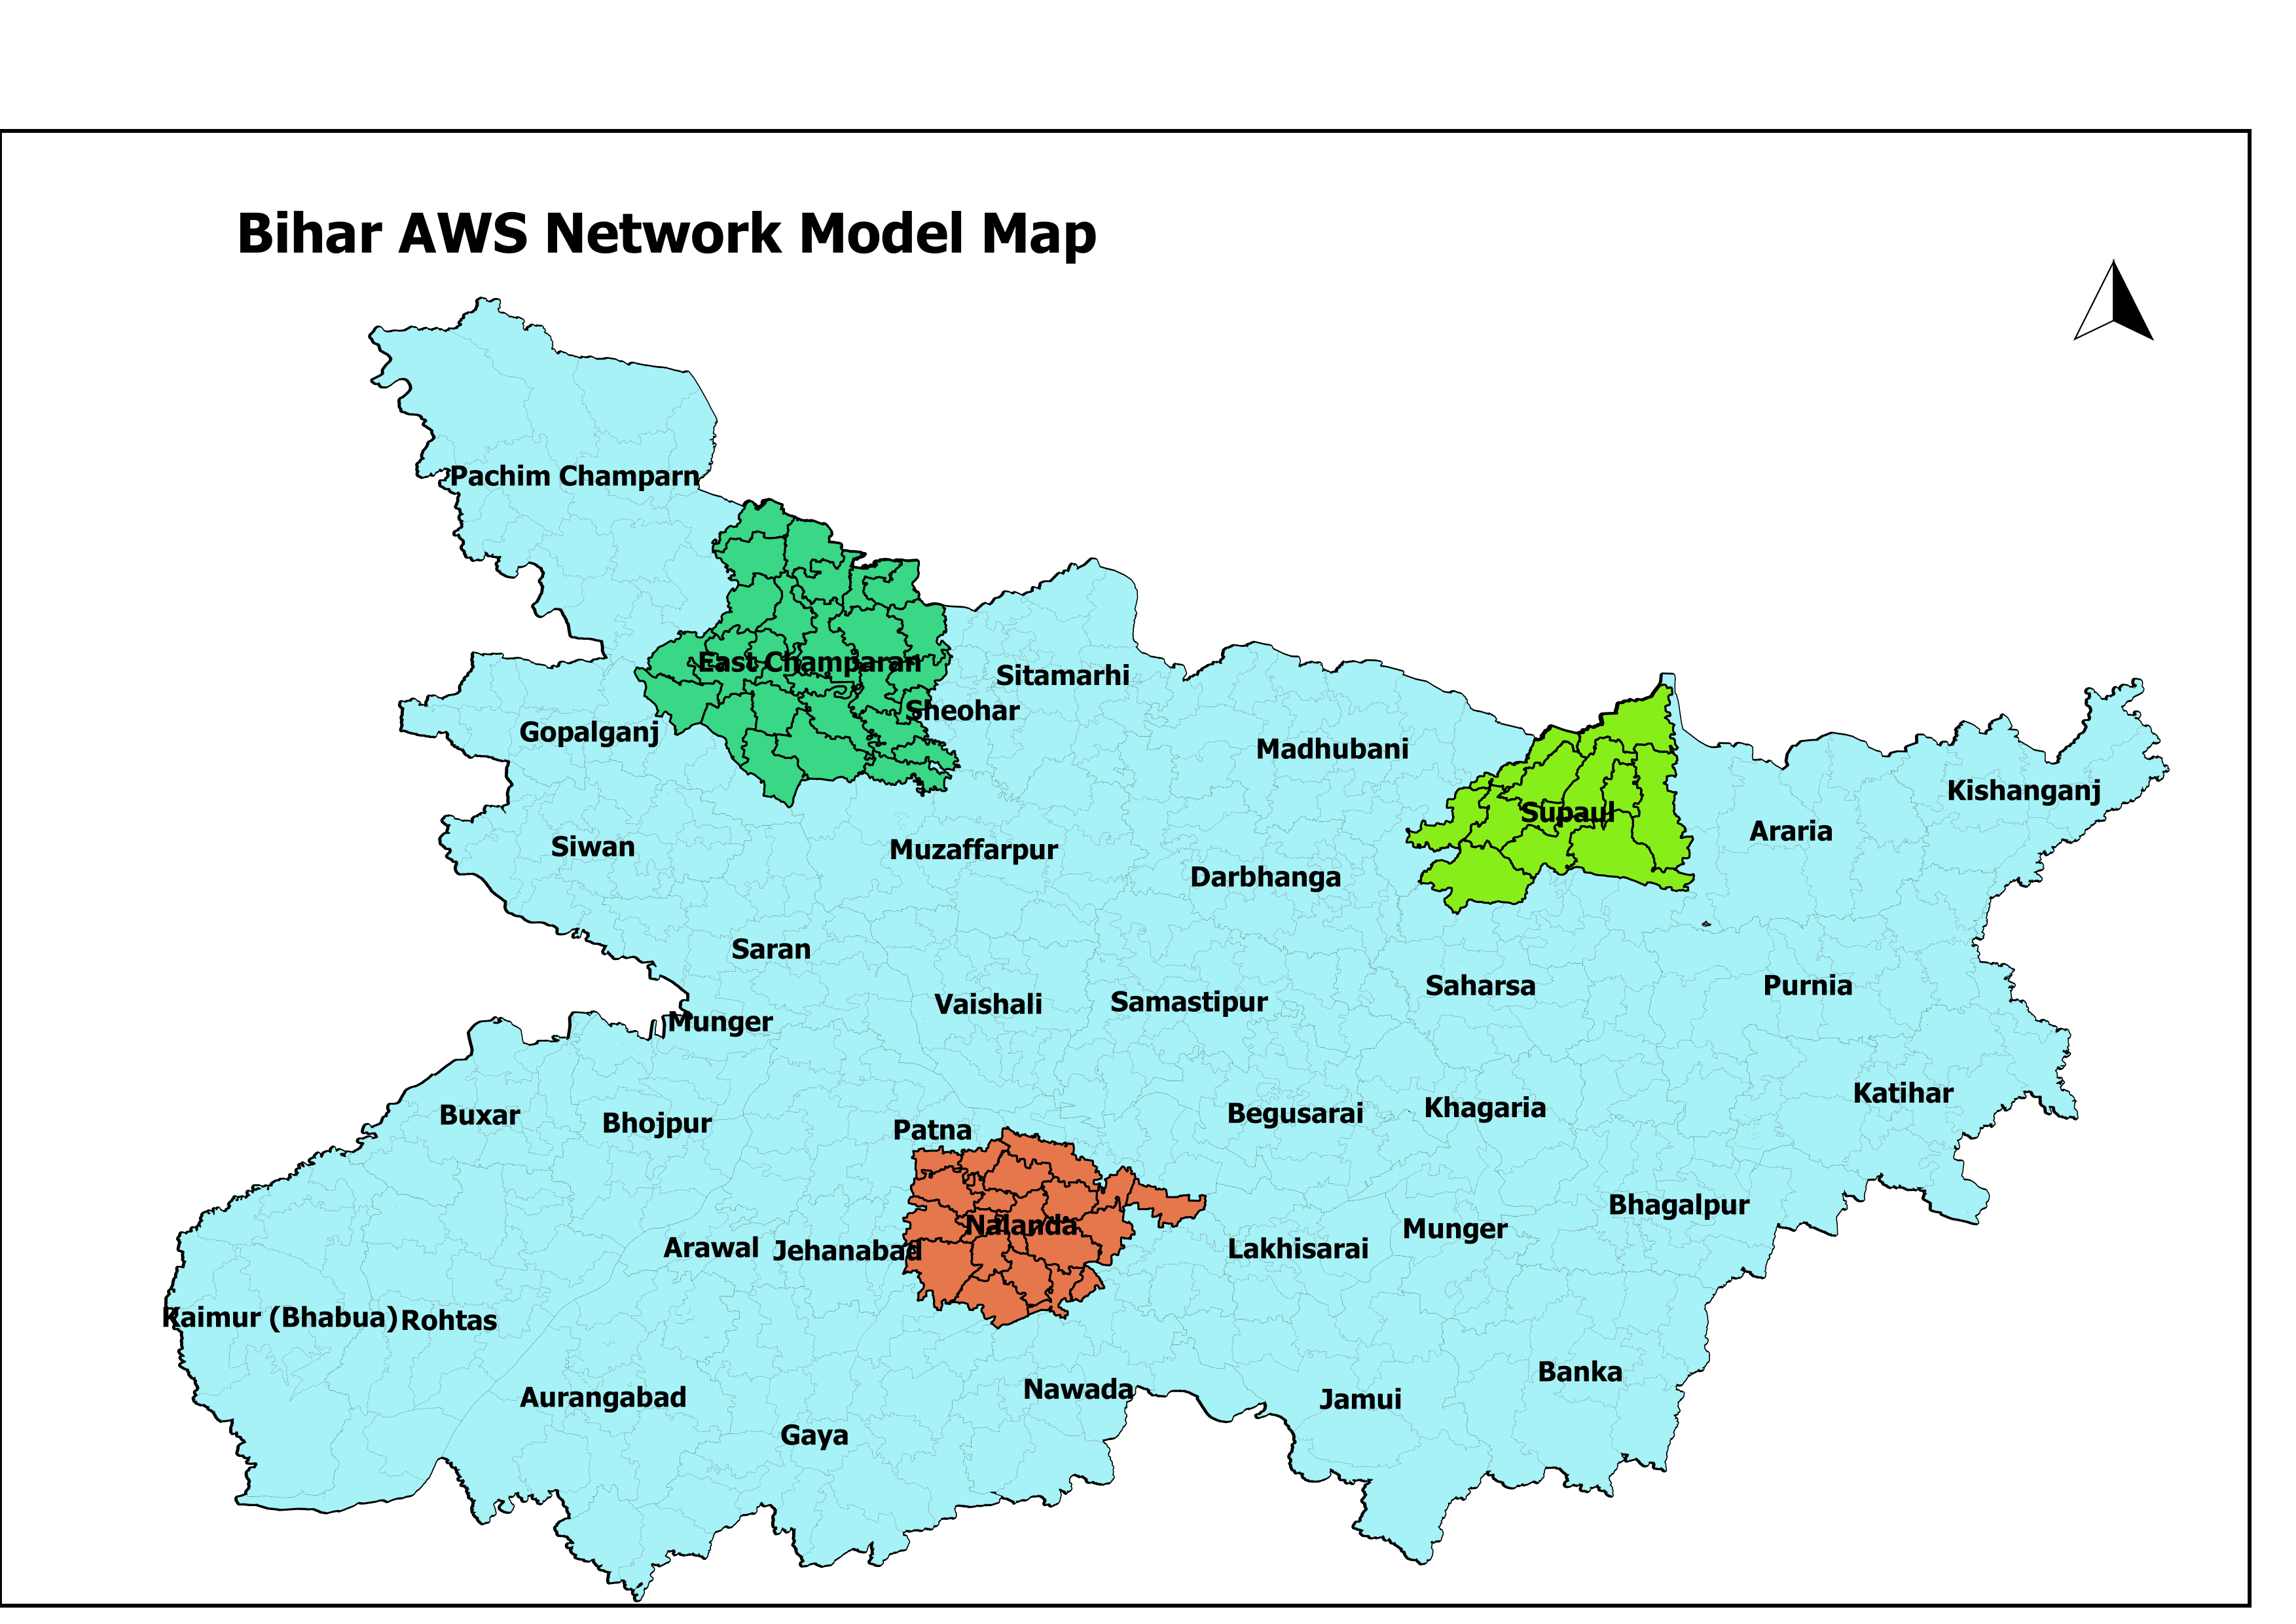 Bihar AWS Network Model Map
Pachim Champarn
East Champaran
Sitamarhi
Sheohar
Gopalganj
Madhubani
Kishanganj
Supaul
Araria
Siwan
Muzaffarpur
Darbhanga
Saran
Saharsa
Purnia
Vaishali
Samastipur
Munger
Katihar
Buxar
Bhojpur
Patna
Begusarai
Khagaria
Bhagalpur
Nalanda
Munger
Arawal
Jehanabad
Lakhisarai
Kaimur (Bhabua)
Rohtas
Banka
Aurangabad
Nawada
Jamui
Gaya